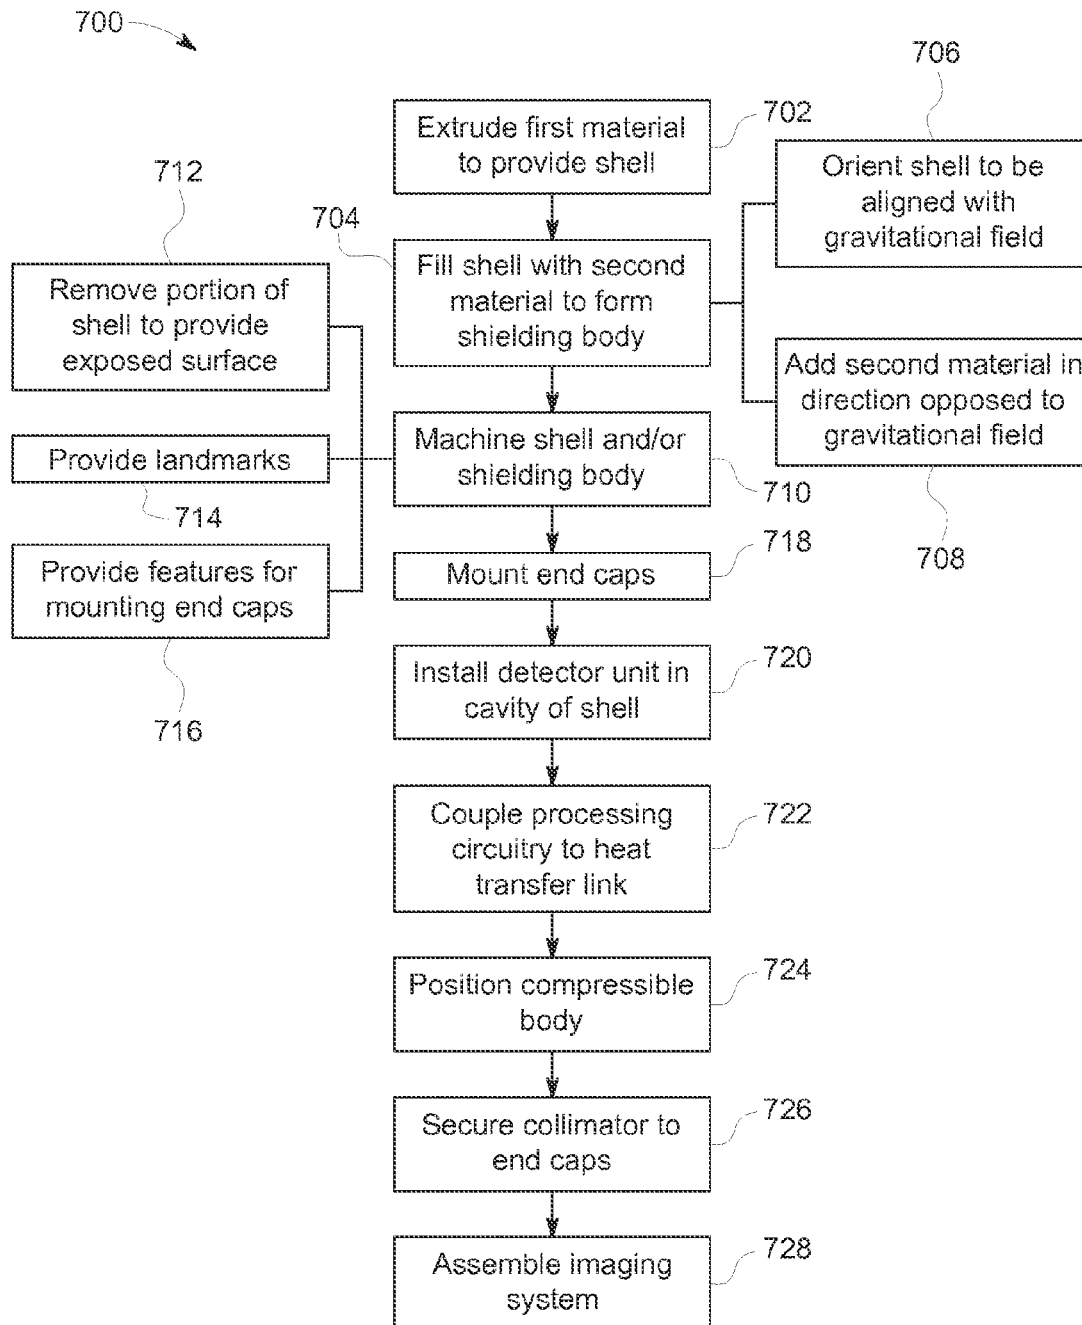 700
702
Extrude first material
to provide shell
706
Orient shell to be
aligned with
gravitational field
704
Fill shell with second
material to form
shielding body
712
Remove portion of
shell to provide
exposed surface
Add second material in
direction opposed to
gravitational field
708
Machine shell and/or
shielding body
710
Provide landmarks
714
Provide features for
mounting end caps
716
718
Mount end caps
720
Install detector unit in
cavity of shell
722
Couple processing
circuitry to heat
transfer link
724
Position compressible
body
726
Secure collimator to
end caps
728
Assemble imaging
system